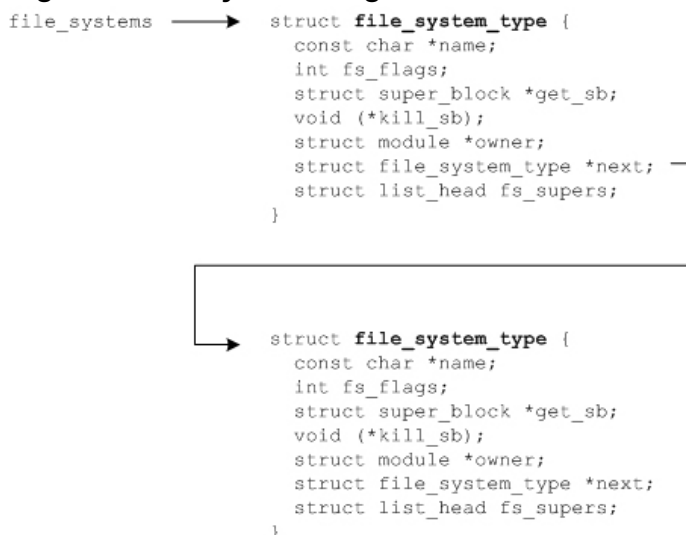 file_systems struct file_system_type {
const char *name;
int fs_flags;
struct super_block *get_sb;
void (*kill_sb);
struct module *owner;
struct file_system_type *next;
struct list_head fs_supers;
}
struct file_system_type {
const char *name;
int fs_flags;
struct super_block *get_sb;
void (*kill_sb);
struct module *owner;
struct file_system_type *next;
struct list_head fs_supers;
}